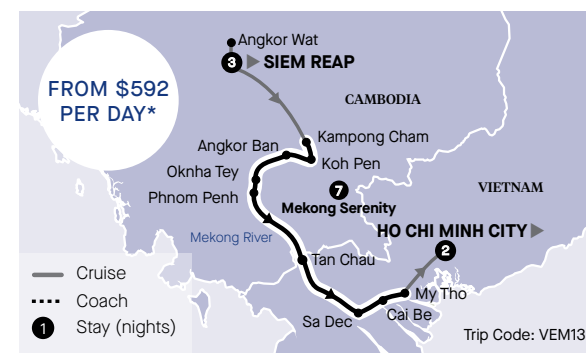 Angkor Wat
3 SIEM REAP
FROM $592
PER DAY*
CAMBODIA
Kampong Cham
Angkor Ban
Koh Pen
Oknha Tey
Phnom Penh
7
VIETNAM
Mekong Serenity
HO CHI MINH CITY
Mekong River
2
Tan Chau
Cruise
Coach
My Tho
Cai Be
1 Stay (nights)
Sa Dec
Trip Code: VEM13